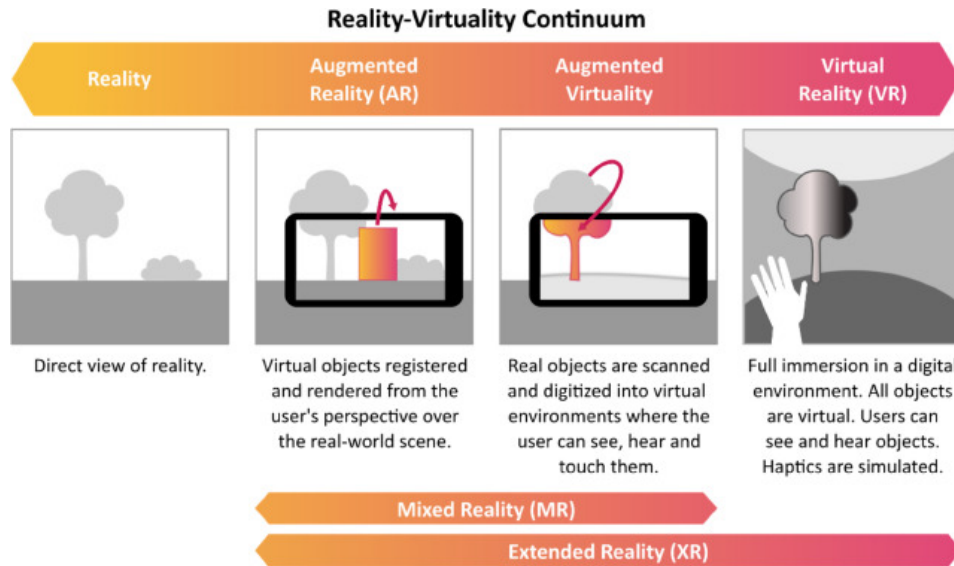 Reality-Virtuality Continuum
Reality
Augmented
Reality (AR)
Augmented
Virtuality
Virtual
Reality (VR)
Direct view of reality.
Virtual objects registered
and rendered from the
user's perspective over
the real-world scene.
Real objects are scanned
and digitized into virtual
environments where the
user can see, hear and
touch them.
Full immersion in a digital
environment. All objects
are virtual. Users can
see and hear objects.
Haptics are simulated.
Mixed Reality (MR)
Extended Reality (XR)